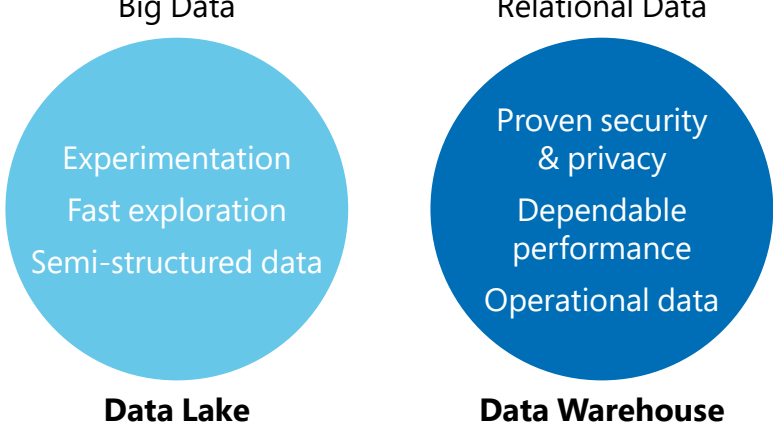 Big Data
Relational Data
Experimentation
Fast exploration
Semi-structured data
Proven security
& privacy
Dependable
performance
Operational data
Data Lake
Data Warehouse